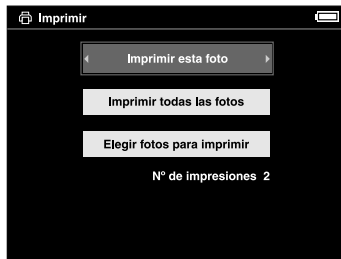 Imprimir
Imprimir esta foto
Imprimir todas las fotos
Elegir fotos para imprimir
Nº de impresiones 2